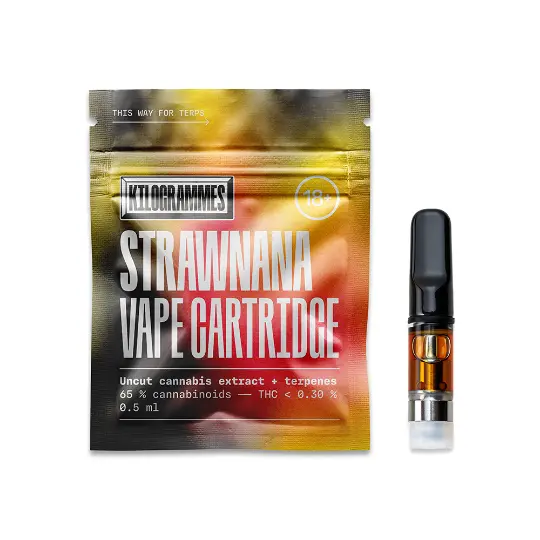 THIS WAY FOR TERPS
KILOGRAMMES
18+
STRAWNANA
VAPE CARTRIDGE
Uncut cannabis extract + terpenes
65 % cannabinoids — THC < 0.30 %
0.5 ml